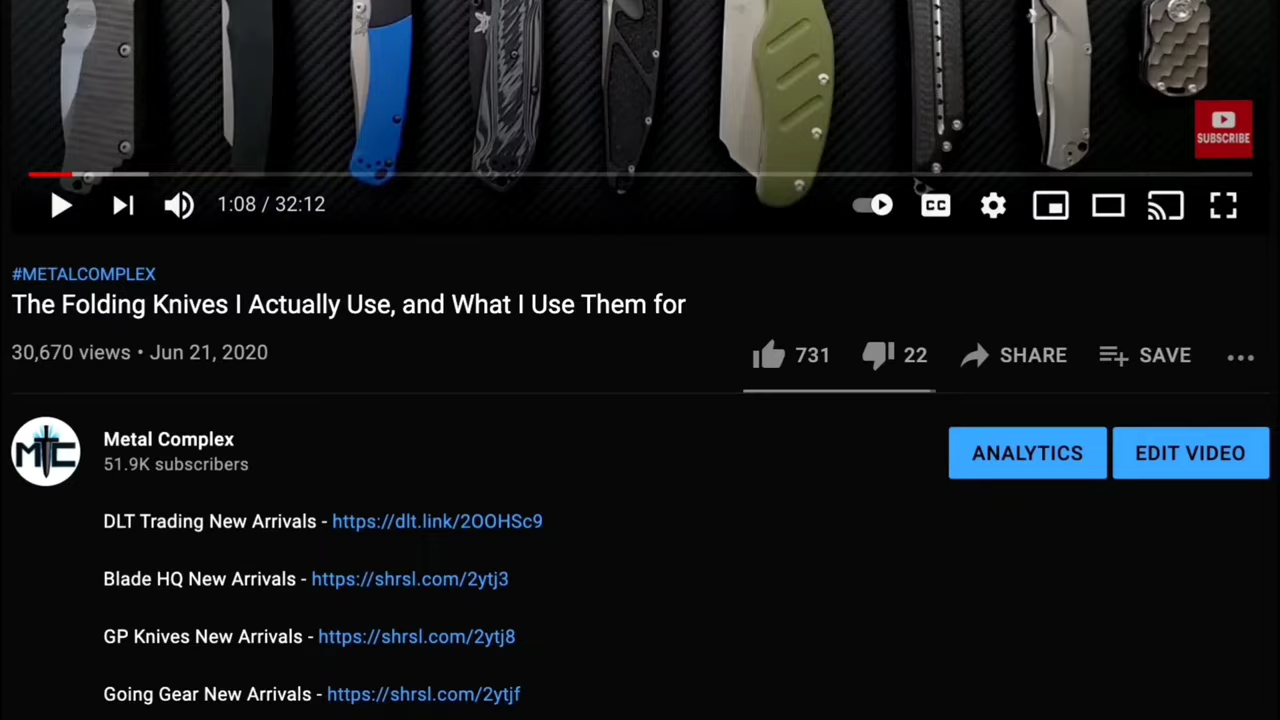 SUBSCRIBE
1:08 / 32:12
CC
#METALCOMPLEX
The Folding Knives I Actually Use, and What I Use Them for
30,670 views • Jun 21, 2020
731 22 SHARE SAVE
MTC
Metal Complex
51.9K subscribers
ANALYTICS EDIT VIDEO
DLT Trading New Arrivals - https://dlt.link/2OOHSc9
Blade HQ New Arrivals - https://shrsl.com/2ytj3
GP Knives New Arrivals - https://shrsl.com/2ytj8
Going Gear New Arrivals - https://shrsl.com/2ytjf